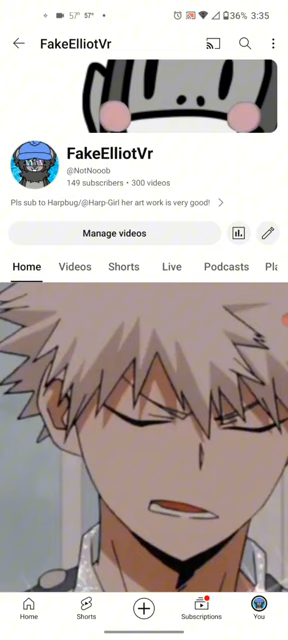 57° 57° 36% 3:35
FakeElliotVr
FakeElliotVr
@NotNooob
149 subscribers • 300 videos
Pls sub to Harpbug/@Harp-Girl her art work is very good!
Manage videos
Home Videos Shorts Live Podcasts Pla
Home Shorts Subscriptions You